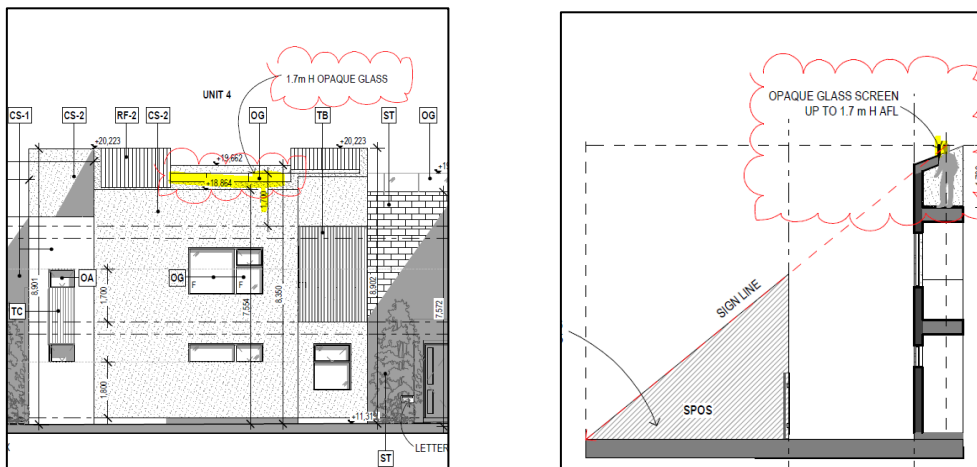 1.7m H OPAQUE GLASS
UNIT 4
CS-1
CS-2
RF-2
CS-2
OG
TB
ST
OG
+20,223
+20,223
+19,662
+18,864
1,700
OA
TC
OG
F
F
8,901
1,700
1,800
7,554
8,350
8,902
7,572
ST
LETTER
OPAQUE GLASS SCREEN
UP TO 1.7 m H AFL
SIGN LINE
SPOS